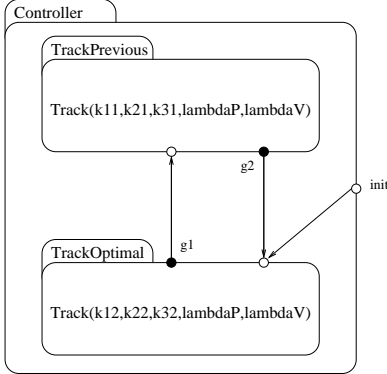 Controller
TrackPrevious
Track(k11,k21,k31,lambdaP,lambdaV)
g2
init
g1
TrackOptimal
Track(k12,k22,k32,lambdaP,lambdaV)